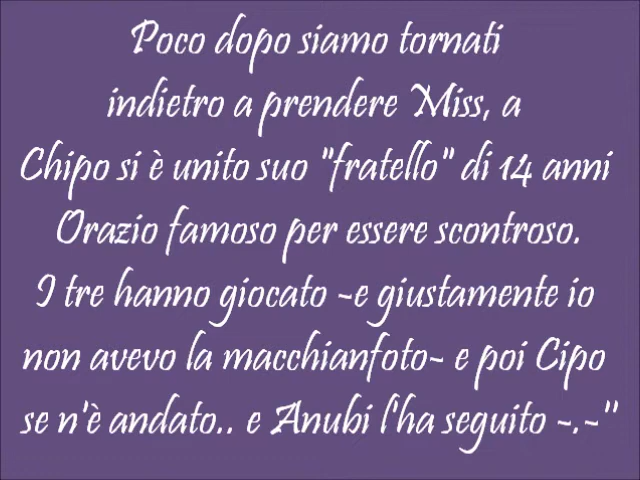 Poco dopo siamo tornati
indietro a prendere Miss, a
Chipo si è unito suo "fratello" di 14 anni
Orazio famoso per essere scontroso.
I tre hanno giocato -e giustamente io
non avevo la macchianfoto- e poi Cipo
se n'è andato.. e Anubi l'ha seguito -.-"